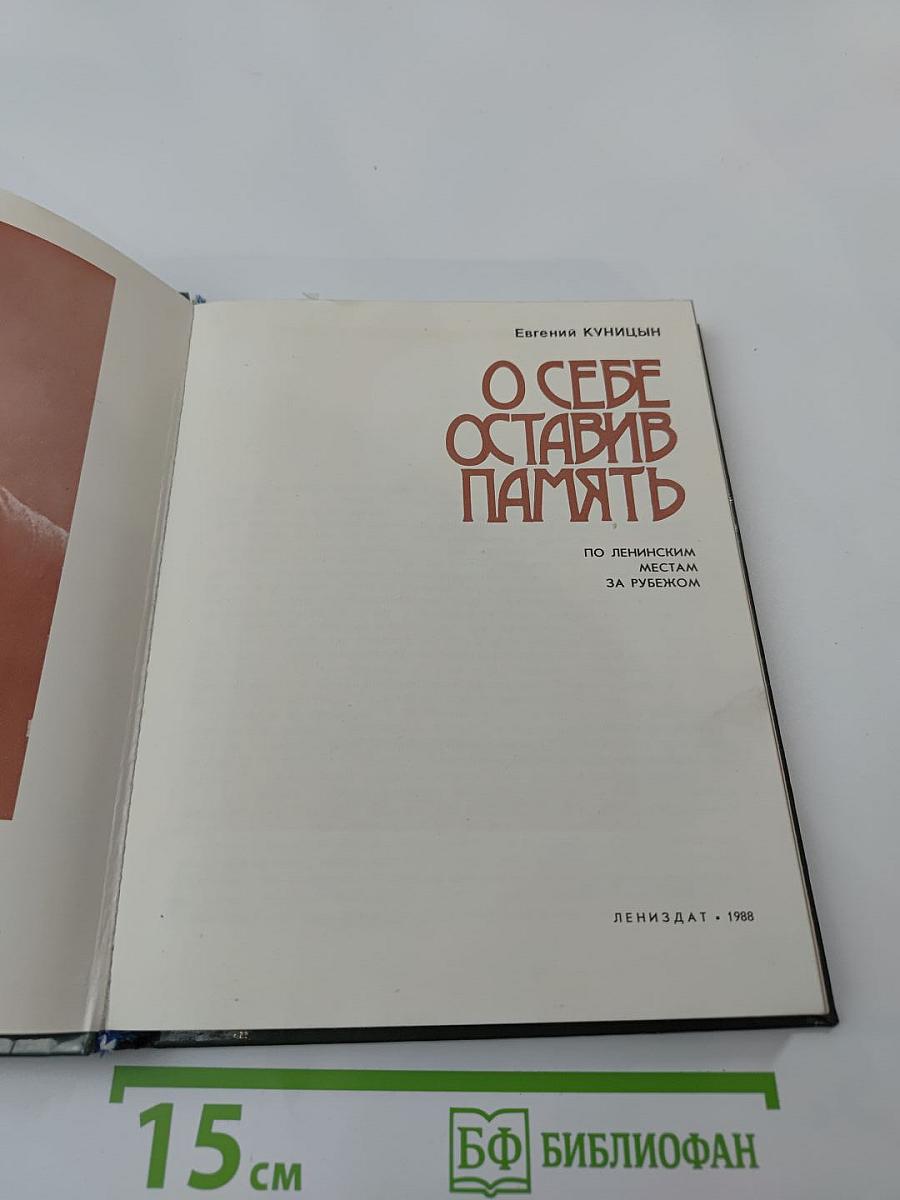 Евгений КУНИЦЫН
О СЕБЕ
ОСТАВИВ
ПАМЯТЬ
ПО ЛЕНИНСКИМ
МЕСТАМ
ЗА РУБЕЖОМ
ЛЕНИЗДАТ • 1988
15 см
БФ БИБЛИОФАН